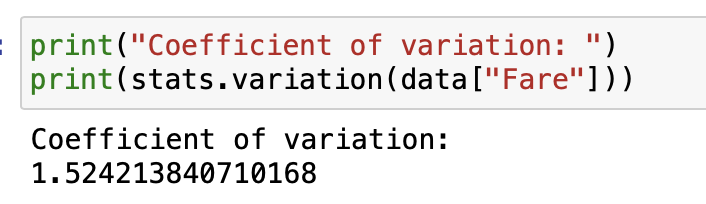 :
print("Coefficient of variation: ")
print(stats.variation(data["Fare"]))
Coefficient of variation:
1.524213840710168